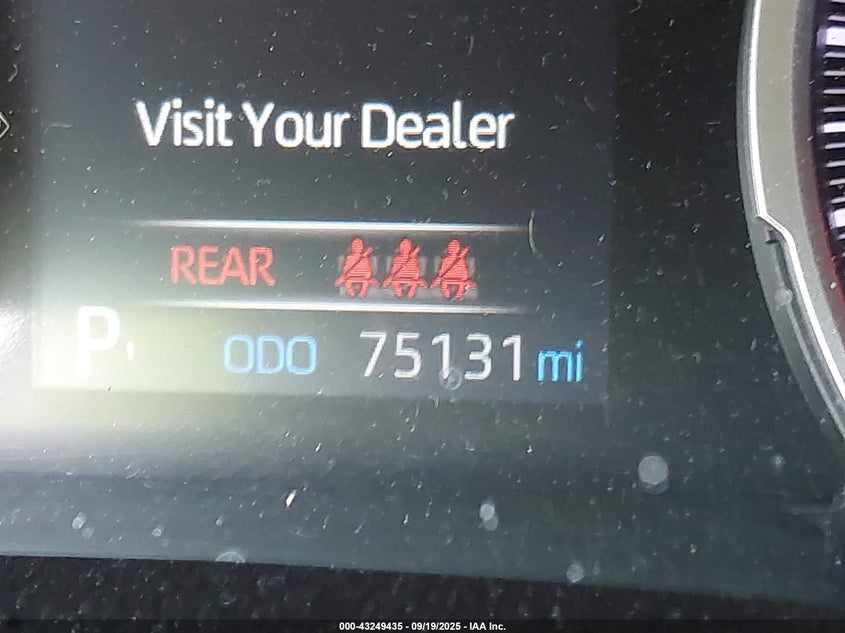 Visit Your Dealer
REAR
P ODO 75131 mi
000-43249435 - 09/19/2025 - IAA Inc.